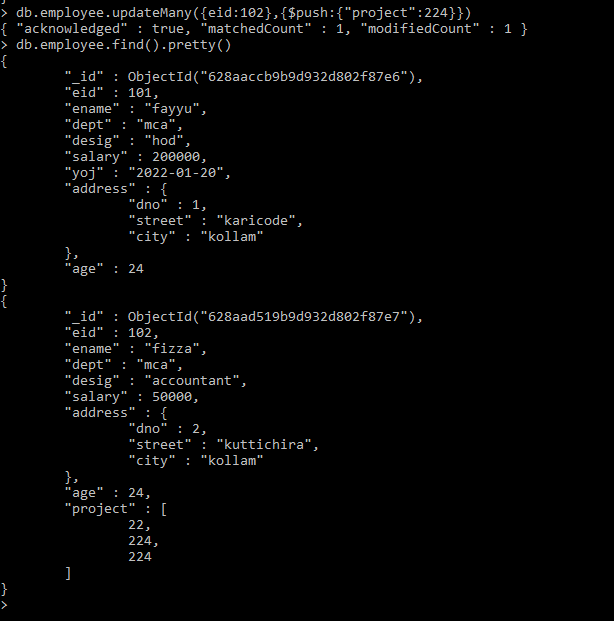 > db.employee.updateMany({eid:102},{$push:{"project":224}})
{ "acknowledged" : true, "matchedCount" : 1, "modifiedCount" : 1 }
> db.employee.find().pretty()
{
        "_id" : ObjectId("628aaccb9b9d932d802f87e6"),
        "eid" : 101,
        "ename" : "fayyu",
        "dept" : "mca",
        "desig" : "hod",
        "salary" : 200000,
        "yoj" : "2022-01-20",
        "address" : {
                "dno" : 1,
                "street" : "karicode",
                "city" : "kollam"
        },
        "age" : 24
}
{
        "_id" : ObjectId("628aad519b9d932d802f87e7"),
        "eid" : 102,
        "ename" : "fizza",
        "dept" : "mca",
        "desig" : "accountant",
        "salary" : 50000,
        "address" : {
                "dno" : 2,
                "street" : "kuttichira",
                "city" : "kollam"
        },
        "age" : 24,
        "project" : [
                22,
                224,
                224
        ]
}
>